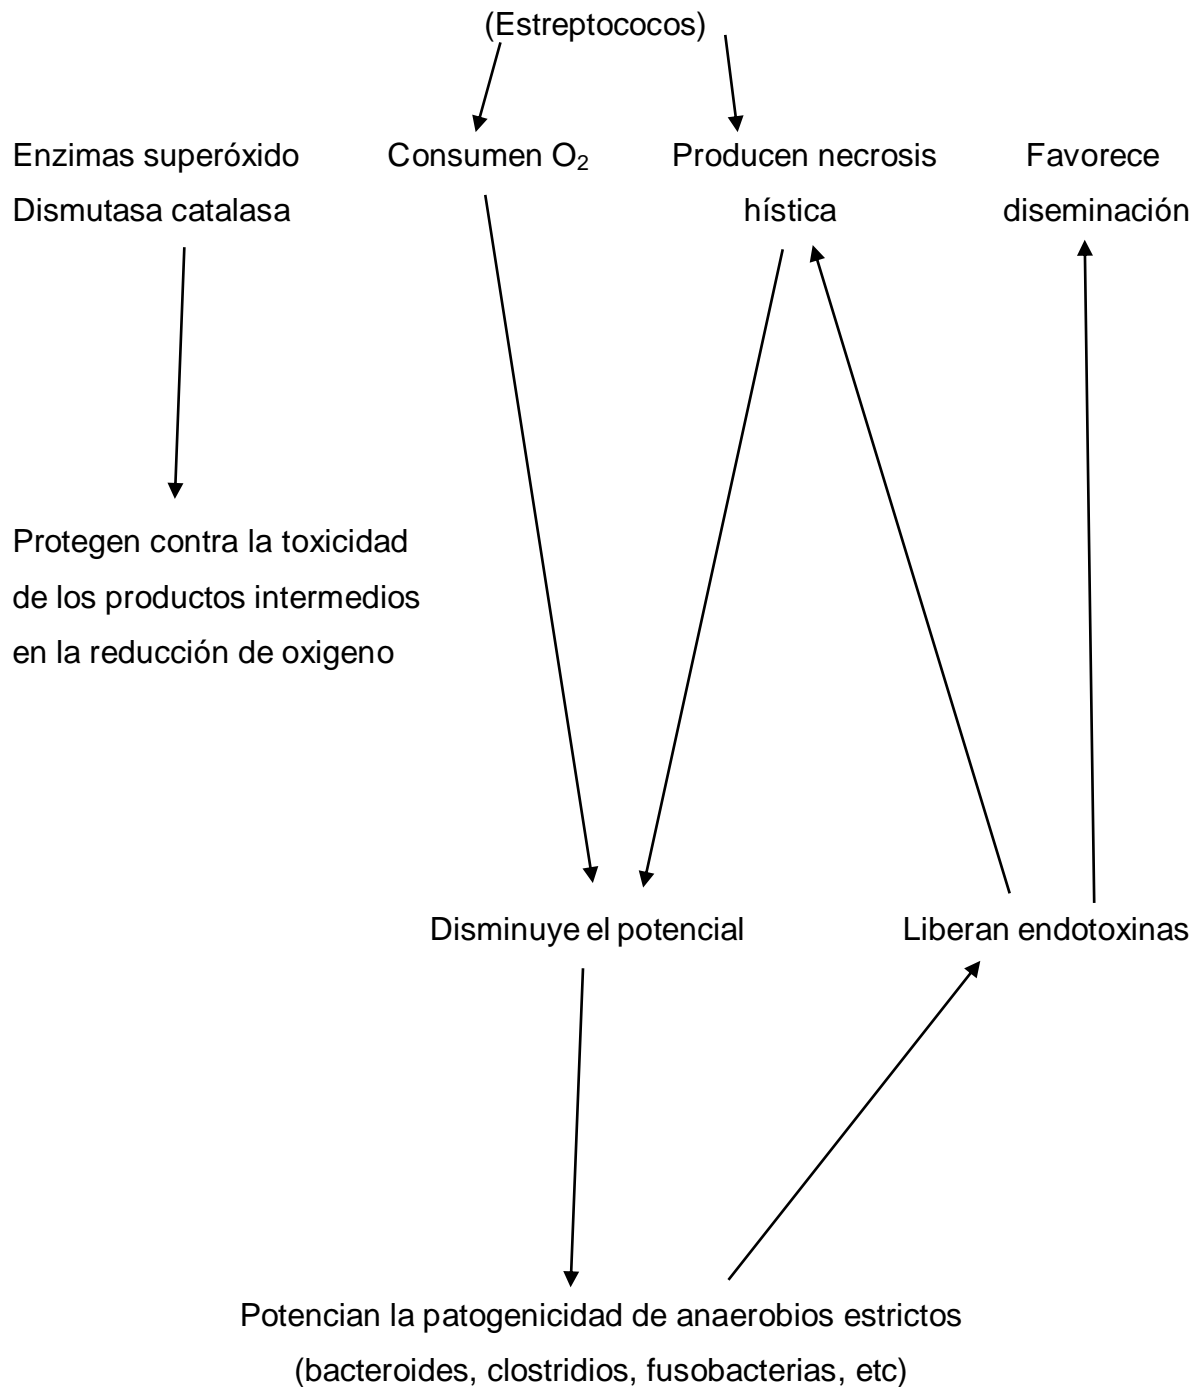 (Estreptococos)
Enzimas superóxido
Dismutasa catalasa
Consumen O₂
Producen necrosis
hística
Favorece
diseminación
Protegen contra la toxicidad
de los productos intermedios
en la reducción de oxigeno
Disminuye el potencial
Liberan endotoxinas
Potencian la patogenicidad de anaerobios estrictos
(bacteroides, clostridios, fusobacterias, etc)